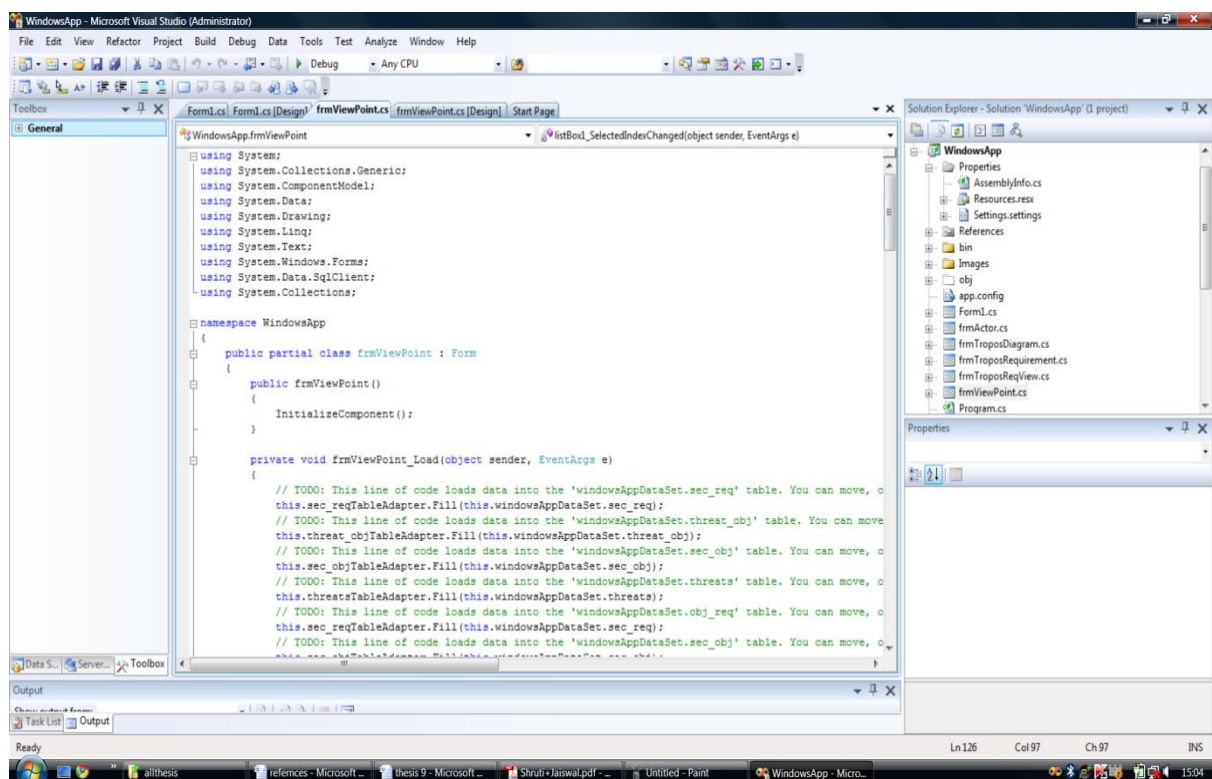 WindowsApp - Microsoft Visual Studio (Administrator)
File Edit View Refactor Project Build Debug Data Tools Test Analyze Window Help
Debug Any CPU
Toolbox
General
Form1.cs Form1.cs [Design] frmViewPoint.cs frmViewPoint.cs [Design] Start Page
WindowsApp.frmViewPoint listBox1_SelectedIndexChanged(object sender, EventArgs e)
using System;
using System.Collections.Generic;
using System.ComponentModel;
using System.Data;
using System.Drawing;
using System.Linq;
using System.Text;
using System.Windows.Forms;
using System.Data.SqlClient;
using System.Collections;
namespace WindowsApp
{
public partial class frmViewPoint : Form
{
public frmViewPoint()
{
InitializeComponent();
}
private void frmViewPoint_Load(object sender, EventArgs e)
{
// TODO: This line of code loads data into the 'windowsAppDataSet.sec_req' table. You can move, o
this.sec_reqTableAdapter.Fill(this.windowsAppDataSet.sec_req);
// TODO: This line of code loads data into the 'windowsAppDataSet.threat_obj' table. You can move
this.threat_objTableAdapter.Fill(this.windowsAppDataSet.threat_obj);
// TODO: This line of code loads data into the 'windowsAppDataSet.sec_obj' table. You can move, o
this.sec_objTableAdapter.Fill(this.windowsAppDataSet.sec_obj);
// TODO: This line of code loads data into the 'windowsAppDataSet.threats' table. You can move, o
this.threatsTableAdapter.Fill(this.windowsAppDataSet.threats);
// TODO: This line of code loads data into the 'windowsAppDataSet.obj_req' table. You can move, o
this.sec_reqTableAdapter.Fill(this.windowsAppDataSet.sec_req);
// TODO: This line of code loads data into the 'windowsAppDataSet.sec_obj' table. You can move, o
Data S... Server... Toolbox
Solution Explorer - Solution 'WindowsApp' (1 project)
WindowsApp
Properties
AssemblyInfo.cs
Resources.resx
Settings.settings
References
bin
Images
obj
app.config
Form1.cs
frmActor.cs
frmTroposDiagram.cs
frmTroposRequirement.cs
frmTroposReqView.cs
frmViewPoint.cs
Program.cs
Properties
Output
Show output from:
Task List Output
Ready Ln 126 Col 97 Ch 97 INS
allthesis refernces - Microsoft ... thesis 9 - Microsoft ... Shruti+Jaiswal.pdf - ... Untitled - Paint WindowsApp - Micro... 15:04